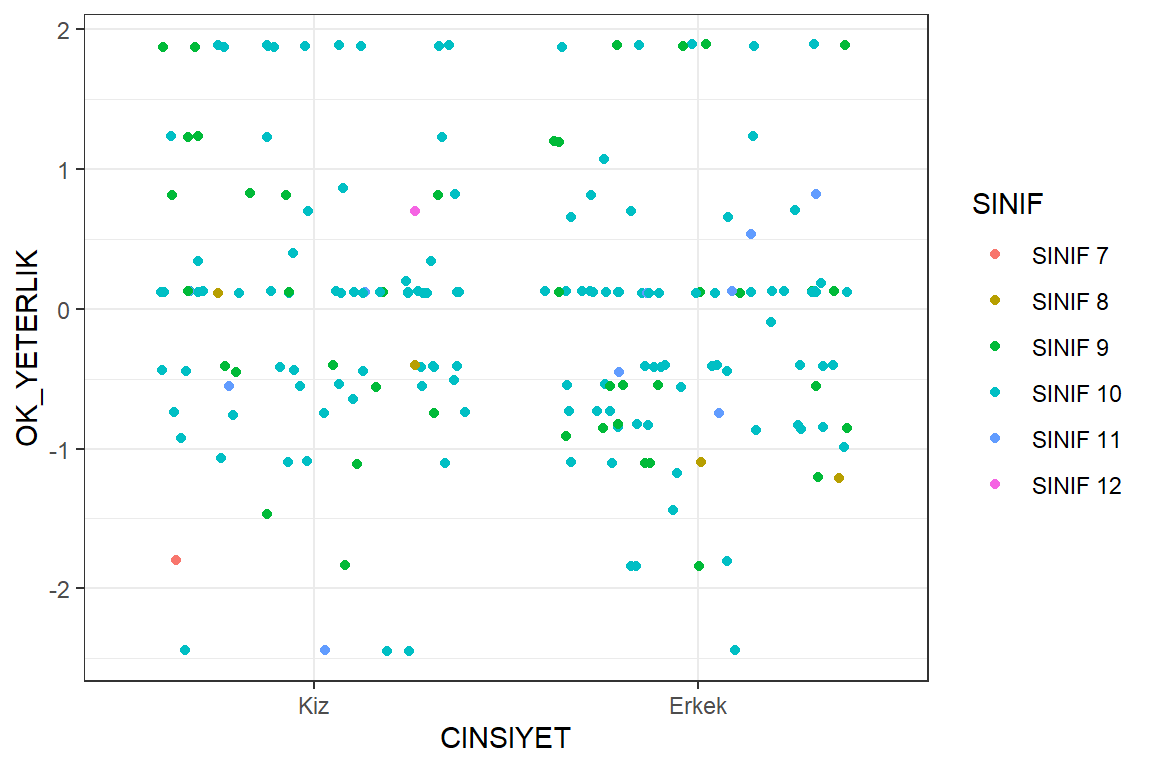 2
1
0
-1
-2
OK_YETERLIK
Kiz
Erkek
CINSIYET
SINIF
SINIF 7
SINIF 8
SINIF 9
SINIF 10
SINIF 11
SINIF 12